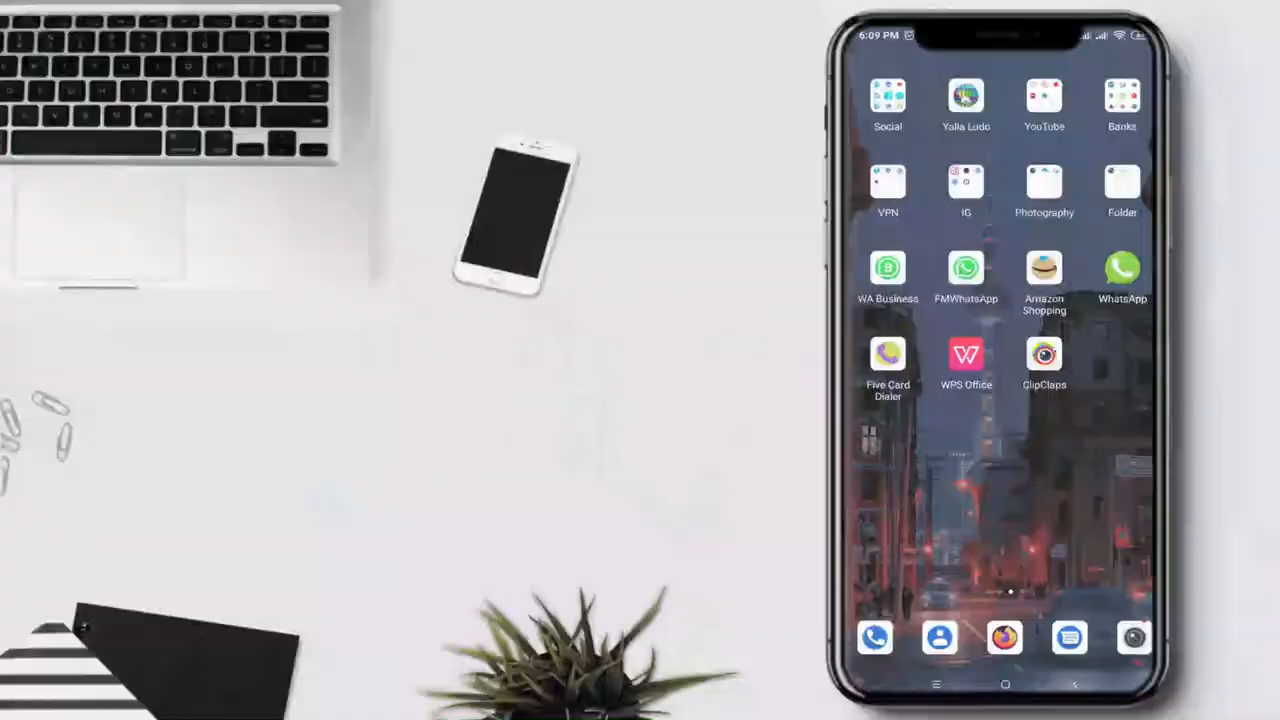 6:09 PM
Social
Yalla Ludo
YouTube
Banks
VPN
IG
Photography
Folder
WA Business
FMWhatsApp
Amazon
Shopping
WhatsApp
Five Card
Dialer
WPS Office
ClipClaps